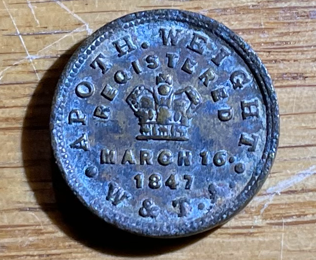 APOTH. WEIGHT
REGISTERED
MARCH 16.
1847
W & T. A.